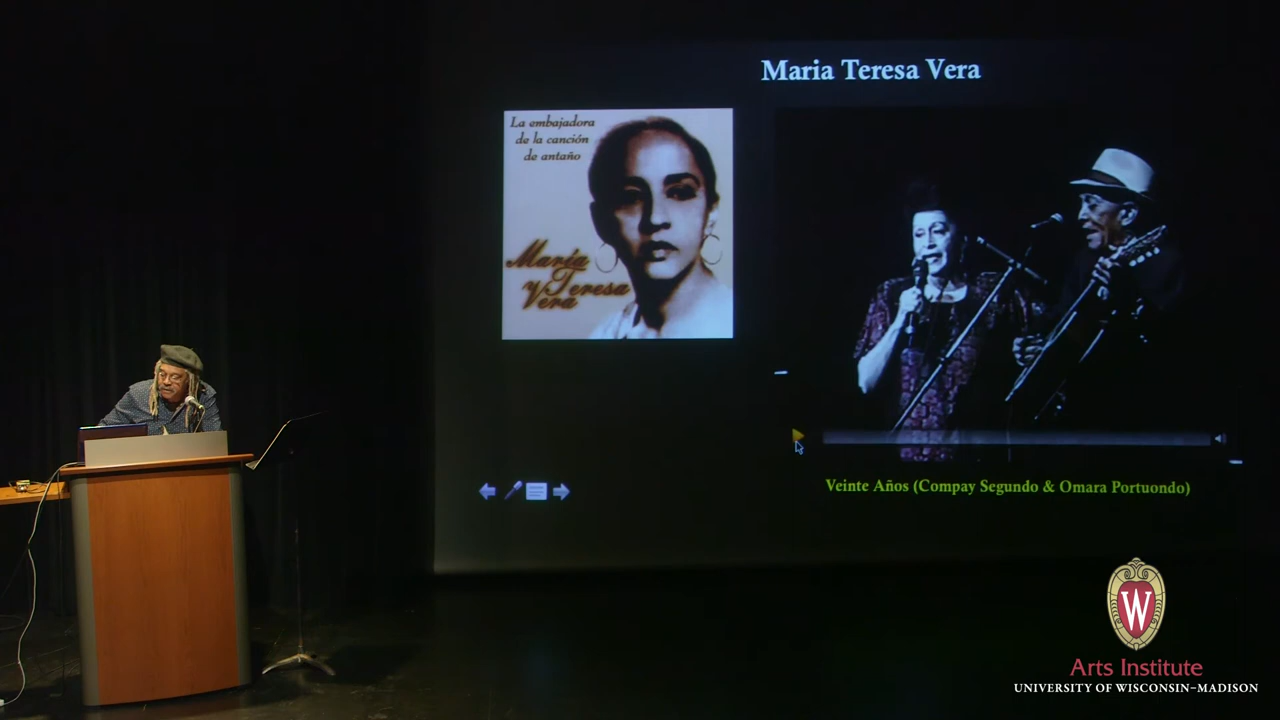 Maria Teresa Vera
La embajadora
de la canción
de antaño
María
Teresa
y Vera
Veinte Años (Compay Segundo & Omara Portuondo)
W
Arts Institute
UNIVERSITY OF WISCONSIN–MADISON